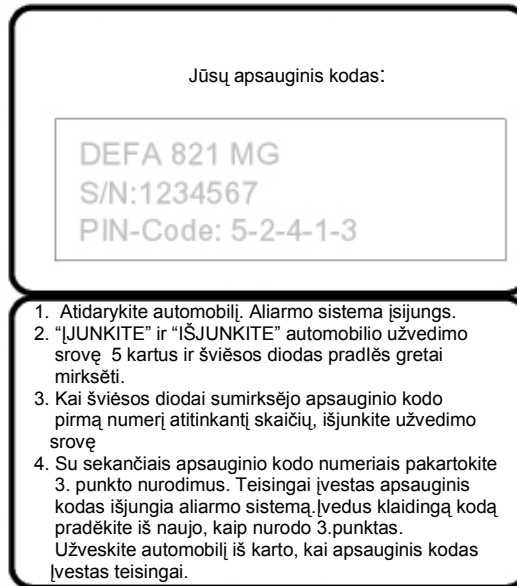 Jūsų apsauginis kodas:
DEFA 821 MG
S/N:1234567
PIN-Code: 5-2-4-1-3
1. Atidarykite automobilį. Aliarmo sistema įsijungs.
2. “ĮJUNKITE” ir “IŠJUNKITE” automobilio užvedimo
srovę 5 kartus ir šviėsos diodas pradIės gretai
mirksėti.
3. Kai šviėsos diodai sumirksėjo apsauginio kodo
pirmą numerį atitinkantį skaičių, išjunkite užvedimo
srovę
4. Su sekančiais apsauginio kodo numeriais pakartokite
3. punkto nurodimus. Teisingai įvestas apsauginis
kodas išjungia aliarmo sistemą.Įvedus klaidingą kodą
pradėkite iš naujo, kaip nurodo 3.punktas.
Užveskite automobilį iš karto, kai apsauginis kodas
Įvestas teisingai.